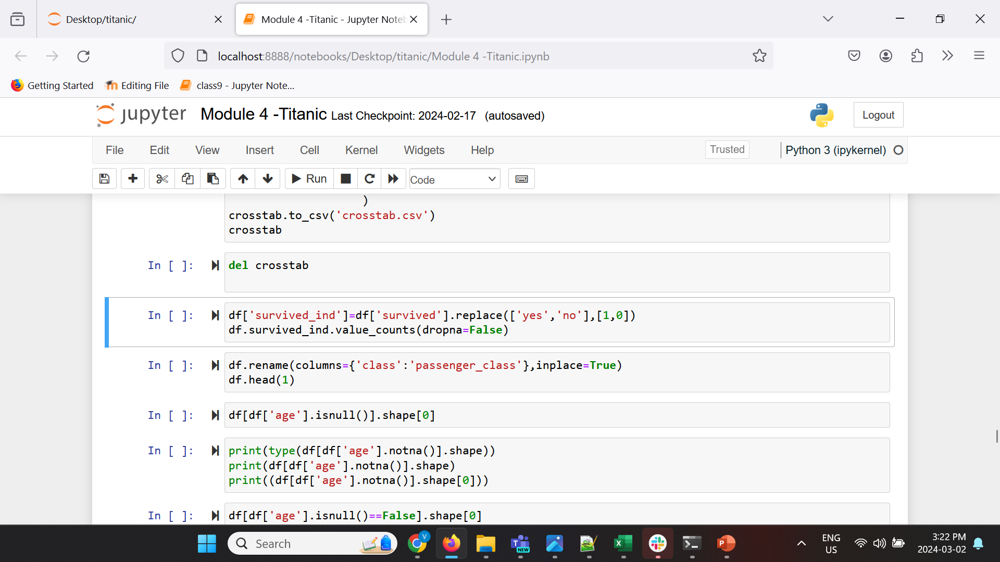 Desktop/titanic/
Module 4 -Titanic - Jupyter Noteb
localhost:8888/notebooks/Desktop/titanic/Module 4 -Titanic.ipynb
Getting Started
Editing File
class9 - Jupyter Note...
jupyter
Module 4 -Titanic Last Checkpoint: 2024-02-17 (autosaved)
Logout
File Edit View Insert Cell Kernel Widgets Help
Trusted
Python 3 (ipykernel)
Run
Code
)
crosstab.to_csv('crosstab.csv')
crosstab
In [ ]: del crosstab
In [ ]: df['survived_ind']=df['survived'].replace(['yes','no'],[1,0])
df.survived_ind.value_counts(dropna=False)
In [ ]: df.rename(columns={'class':'passenger_class'},inplace=True)
df.head(1)
In [ ]: df[df['age'].isnull()].shape[0]
In [ ]: print(type(df[df['age'].notna()].shape))
print(df[df['age'].notna()].shape)
print((df[df['age'].notna()].shape[0]))
In [ ]: df[df['age'].isnull()==False].shape[0]
Search
V
T
NEW
X
P
ENG
US
3:22 PM
2024-03-02